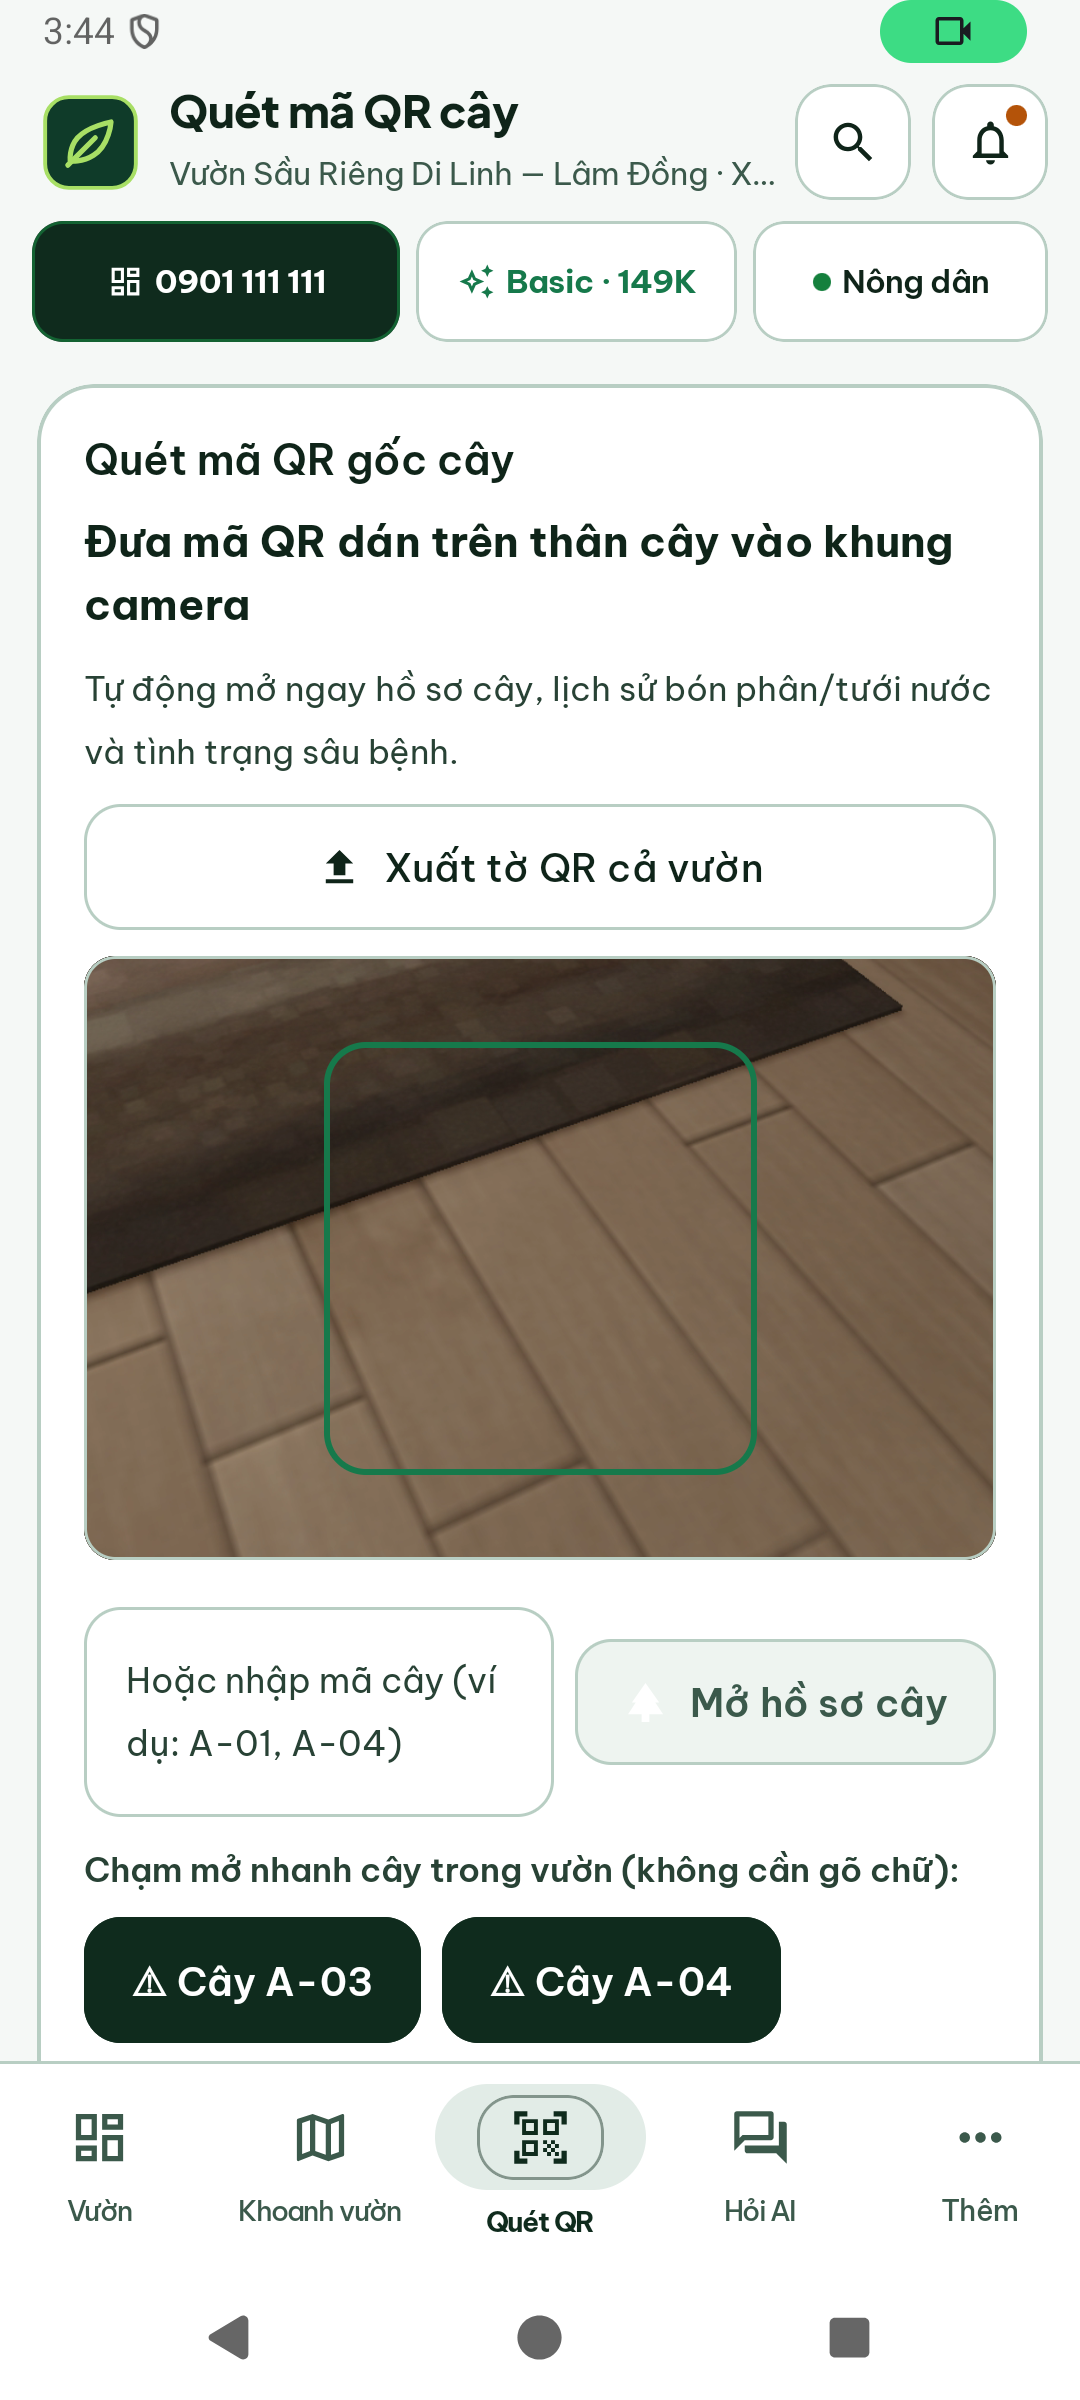 3:44
Quét mã QR cây
Vườn Sầu Riêng Di Linh — Lâm Đồng · X...
0901 111 111
Basic · 149K
Nông dân
Quét mã QR gốc cây
Đưa mã QR dán trên thân cây vào khung
camera
Tự động mở ngay hồ sơ cây, lịch sử bón phân/tưới nước
và tình trạng sâu bệnh.
Xuất tờ QR cả vườn
Hoặc nhập mã cây (ví
dụ: A-01, A-04)
Mở hồ sơ cây
Chạm mở nhanh cây trong vườn (không cần gõ chữ):
⚠ Cây A-03
⚠ Cây A-04
Vườn
Khoanh vườn
Quét QR
Hỏi AI
Thêm